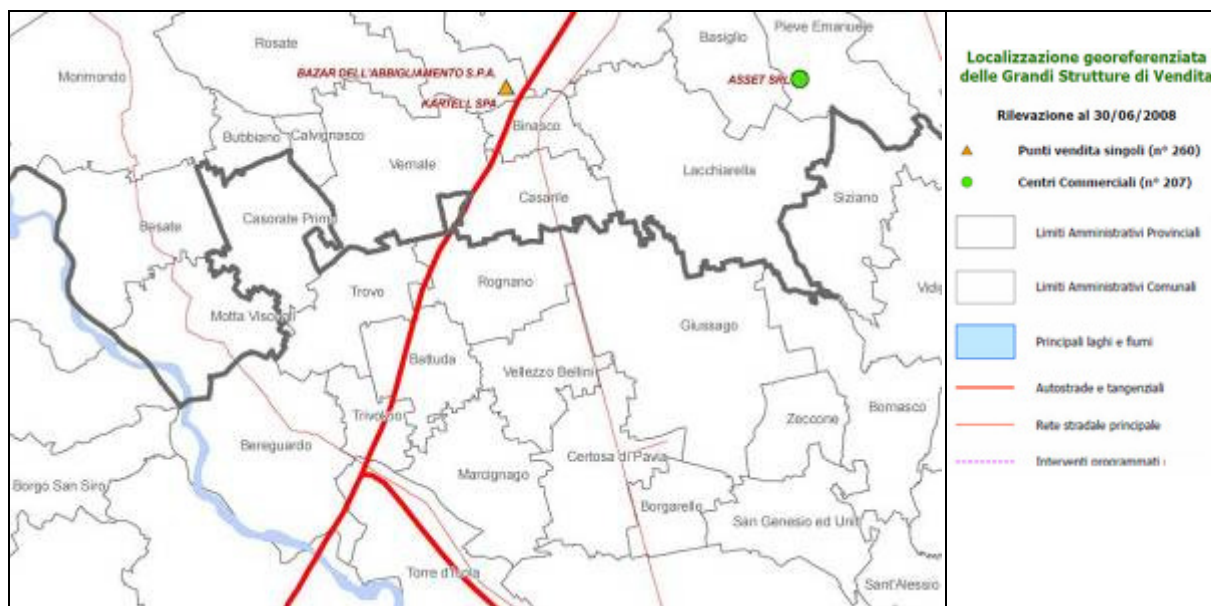 Rosate
Basiglio
Pieve Emanuele
Morimondo
BAZAR DELL'ABBIGLIAMENTO S.P.A.
ASSET SRL
KARTELL SPA
Binasco
Bubbiano
Calvignasco
Vernate
Lacchiarella
Casarile
Siziano
Besate
Casorate Primo
Rognano
Trovo
Motta Visconti
Giussago
Battuda
Vellezzo Bellini
Bornasco
Zeccone
Trivolzio
Bereguardo
Certosa di Pavia
Marcignago
Borgo San Siro
Borgarello
San Genesio ed Unit
Torre d'Isola
Sant'Alessio
Localizzazione georeferenziata
delle Grandi Strutture di Vendita
Rilevazione al 30/06/2008
Punti vendita singoli (n° 260)
Centri Commerciali (n° 207)
Limiti Amministrativi Provinciali
Limiti Amministrativi Comunali
Principali laghi e fiumi
Autostrade e tangenziali
Rete stradale principale
Interventi programmati